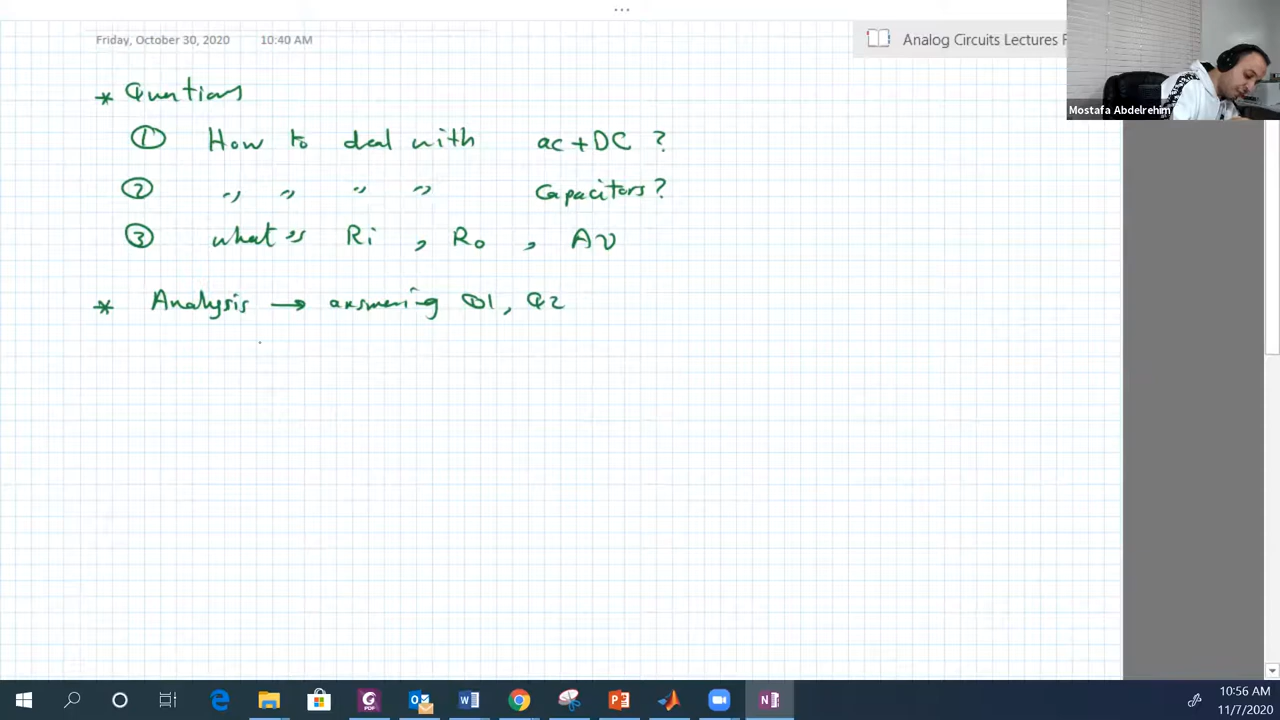 Friday, October 30, 2020 10:40 AM
Analog Circuits Lectures F
Mostafa Abdelrehim
* Questions
① How to deal with ac + DC ?
② " " " " Capacitors ?
③ what is Ri , Ro , Av
* Analysis → answering Q1, Q2
10:56 AM
11/7/2020